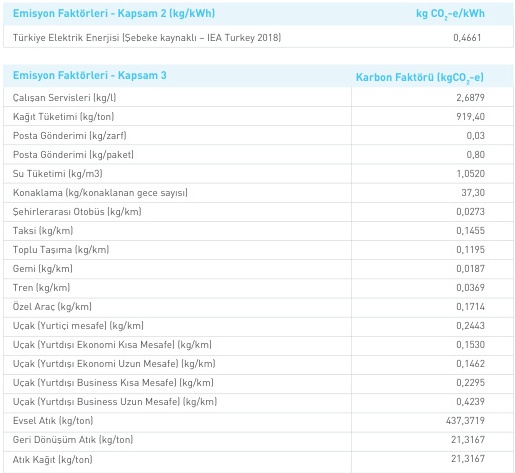 Emisyon Faktörleri - Kapsam 2 (kg/kWh) kg CO₂-e/kWh
Türkiye Elektrik Enerjisi (Şebeke kaynaklı – IEA Turkey 2018) 0,4661
Emisyon Faktörleri - Kapsam 3 Karbon Faktörü (kgCO₂-e)
Çalışan Servisleri (kg/l) 2,6879
Kağıt Tüketimi (kg/ton) 919,40
Posta Gönderimi (kg/zarf) 0,03
Posta Gönderimi (kg/paket) 0,80
Su Tüketimi (kg/m3) 1,0520
Konaklama (kg/konaklanan gece sayısı) 37,30
Şehirlerarası Otobüs (kg/km) 0,0273
Taksi (kg/km) 0,1455
Toplu Taşıma (kg/km) 0,1195
Gemi (kg/km) 0,0187
Tren (kg/km) 0,0369
Özel Araç (kg/km) 0,1714
Uçak (Yurtiçi mesafe) (kg/km) 0,2443
Uçak (Yurtdışı Ekonomi Kısa Mesafe) (kg/km) 0,1530
Uçak (Yurtdışı Ekonomi Uzun Mesafe) (kg/km) 0,1462
Uçak (Yurtdışı Business Kısa Mesafe) (kg/km) 0,2295
Uçak (Yurtdışı Business Uzun Mesafe) (kg/km) 0,4239
Evsel Atık (kg/ton) 437,3719
Geri Dönüşüm Atık (kg/ton) 21,3167
Atık Kağıt (kg/ton) 21,3167